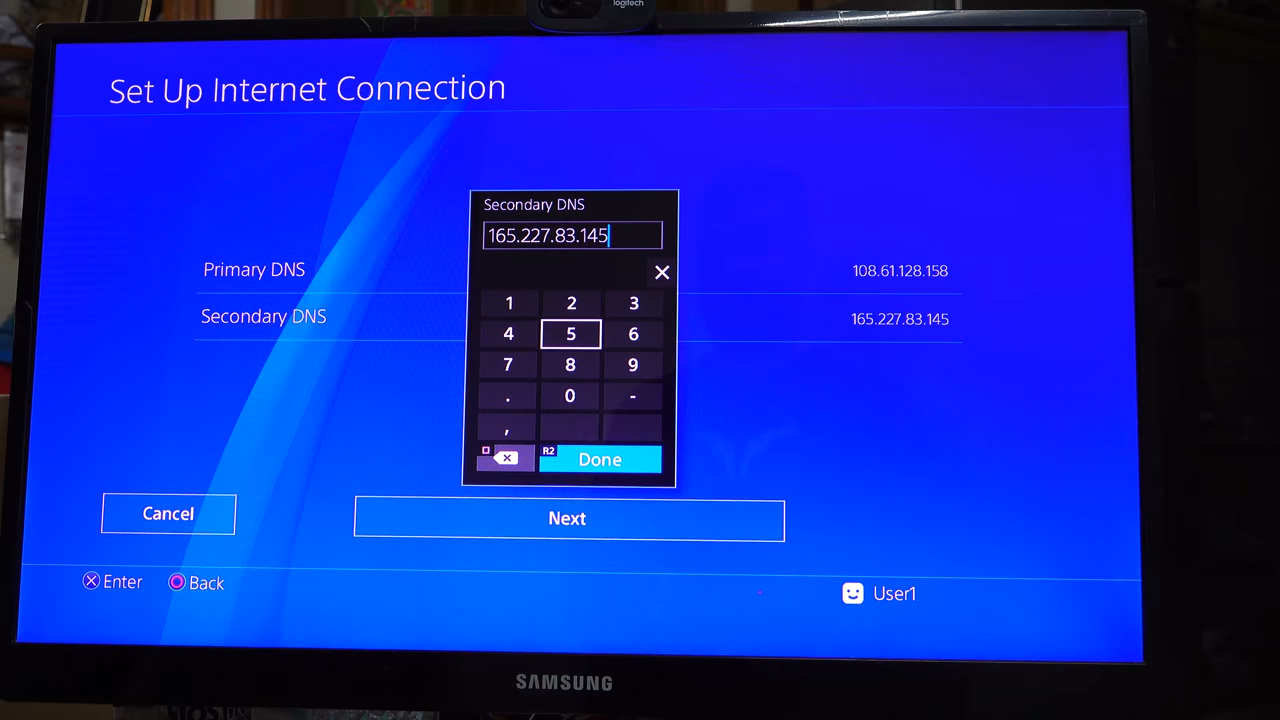 logitech
Set Up Internet Connection
Secondary DNS
165.227.83.145
Primary DNS 108.61.128.158
Secondary DNS 165.227.83.145
1 2 3
4 5 6
7 8 9
. 0 -
,
R2 Done
Cancel Next
Enter Back
User1
SAMSUNG